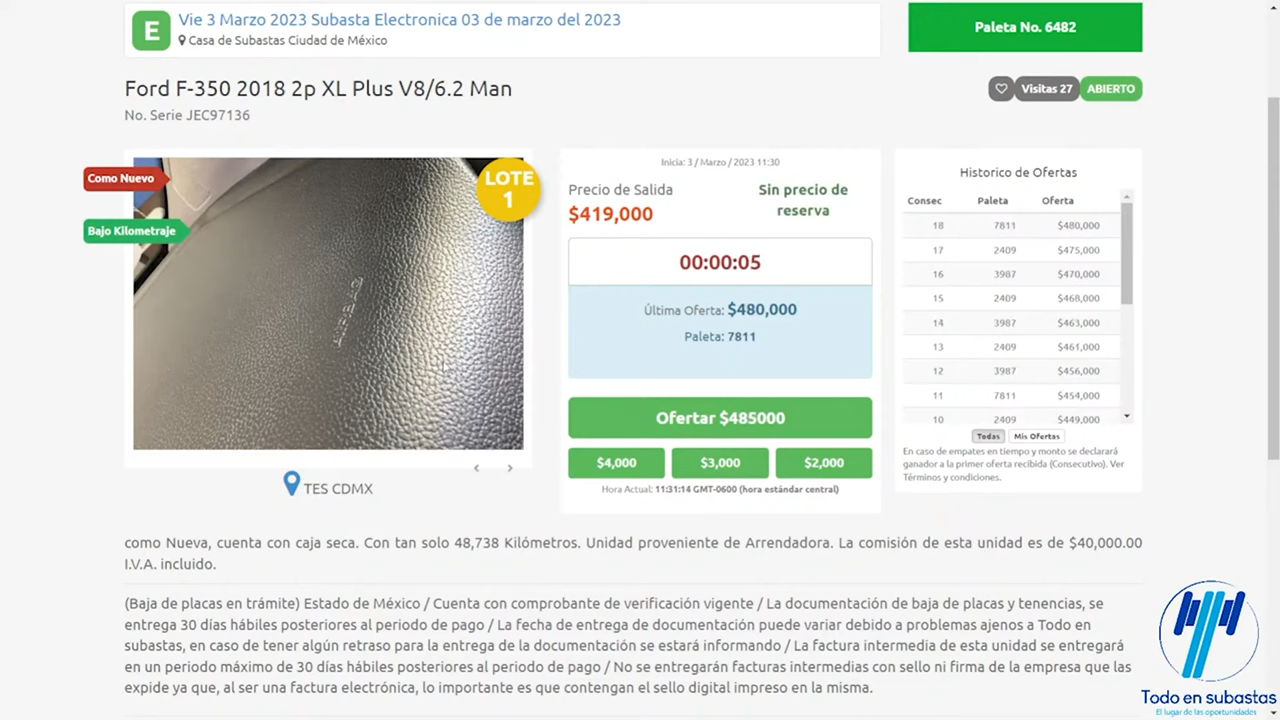 E
Vie 3 Marzo 2023 Subasta Electronica 03 de marzo del 2023
Casa de Subastas Ciudad de México
Paleta No. 6482
Ford F-350 2018 2p XL Plus V8/6.2 Man
No. Serie JEC97136
Visitas 27
ABIERTO
Como Nuevo
Bajo Kilometraje
LOTE
1
AIRBAG
TES CDMX
Inicia: 3 / Marzo / 2023 11:30
Precio de Salida
$419,000
Sin precio de
reserva
00:00:05
Última Oferta: $480,000
Paleta: 7811
Ofertar $485000
$4,000 $3,000 $2,000
Hora Actual: 11:31:14 GMT-0600 (hora estándar central)
Historico de Ofertas
Consec Paleta Oferta
18 7811 $480,000
17 2409 $475,000
16 3987 $470,000
15 2409 $468,000
14 3987 $463,000
13 2409 $461,000
12 3987 $456,000
11 7811 $454,000
10 2409 $449,000
Todas Mis Ofertas
En caso de empates en tiempo y monto se declarará
ganador a la primer oferta recibida (Consecutivo). Ver
Términos y condiciones.
como Nueva, cuenta con caja seca. Con tan solo 48,738 Kilómetros. Unidad proveniente de Arrendadora. La comisión de esta unidad es de $40,000.00
I.V.A. incluido.
(Baja de placas en trámite) Estado de México / Cuenta con comprobante de verificación vigente / La documentación de baja de placas y tenencias, se
entrega 30 días hábiles posteriores al periodo de pago / La fecha de entrega de documentación puede variar debido a problemas ajenos a Todo en
subastas, en caso de tener algún retraso para la entrega de la documentación se estará informando / La factura intermedia de esta unidad se entregará
en un periodo máximo de 30 días hábiles posteriores al periodo de pago / No se entregarán facturas intermedias con sello ni firma de la empresa que las
expide ya que, al ser una factura electrónica, lo importante es que contengan el sello digital impreso en la misma.
Todo en subastas
El lugar de las oportunidades